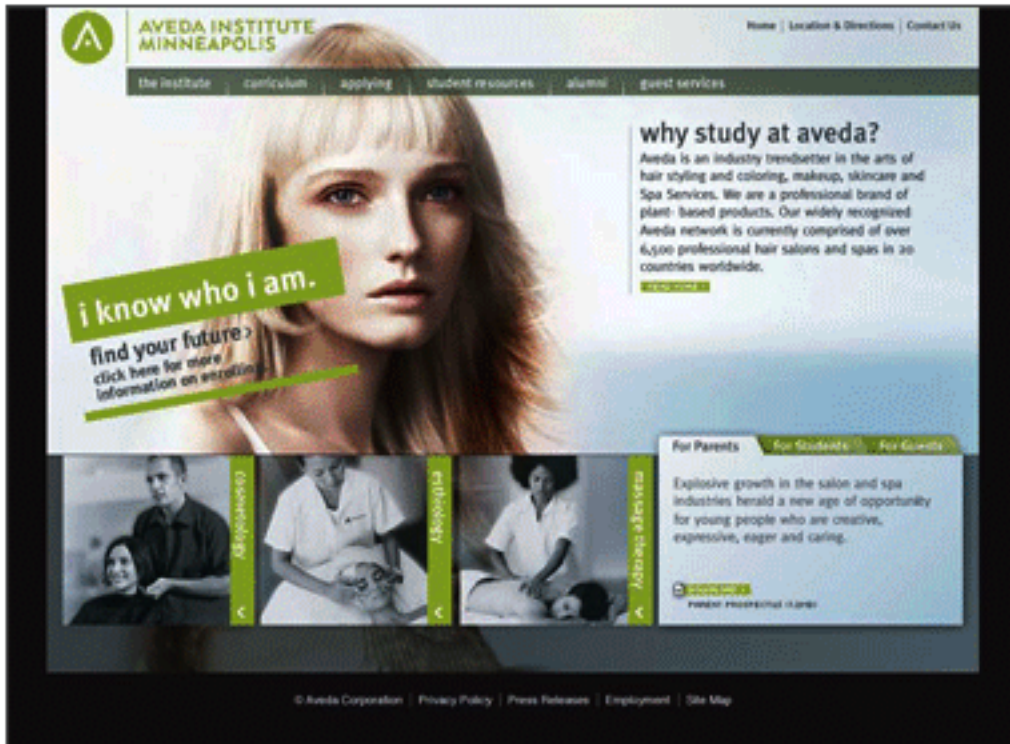 AVEDA INSTITUTE
MINNEAPOLIS
Home | Location & Directions | Contact Us
the institute | curriculum | applying | student resources | alumni | guest services
why study at aveda?
Aveda is an industry trendsetter in the arts of
hair styling and coloring, makeup, skincare and
Spa Services. We are a professional brand of
plant- based products. Our widely recognized
Aveda network is currently comprised of over
6,500 professional hair salons and spas in 20
countries worldwide.
i know who i am.
find your future >
click here for more
information on enrolling.
For Parents
For Students
For Guests
cosmetology
esthiology
massage therapy
Explosive growth in the salon and spa
industries herald a new age of opportunity
for young people who are creative,
expressive, eager and caring.
PARENT PROSPECTIVE
© Aveda Corporation | Privacy Policy | Press Releases | Employment | Site Map